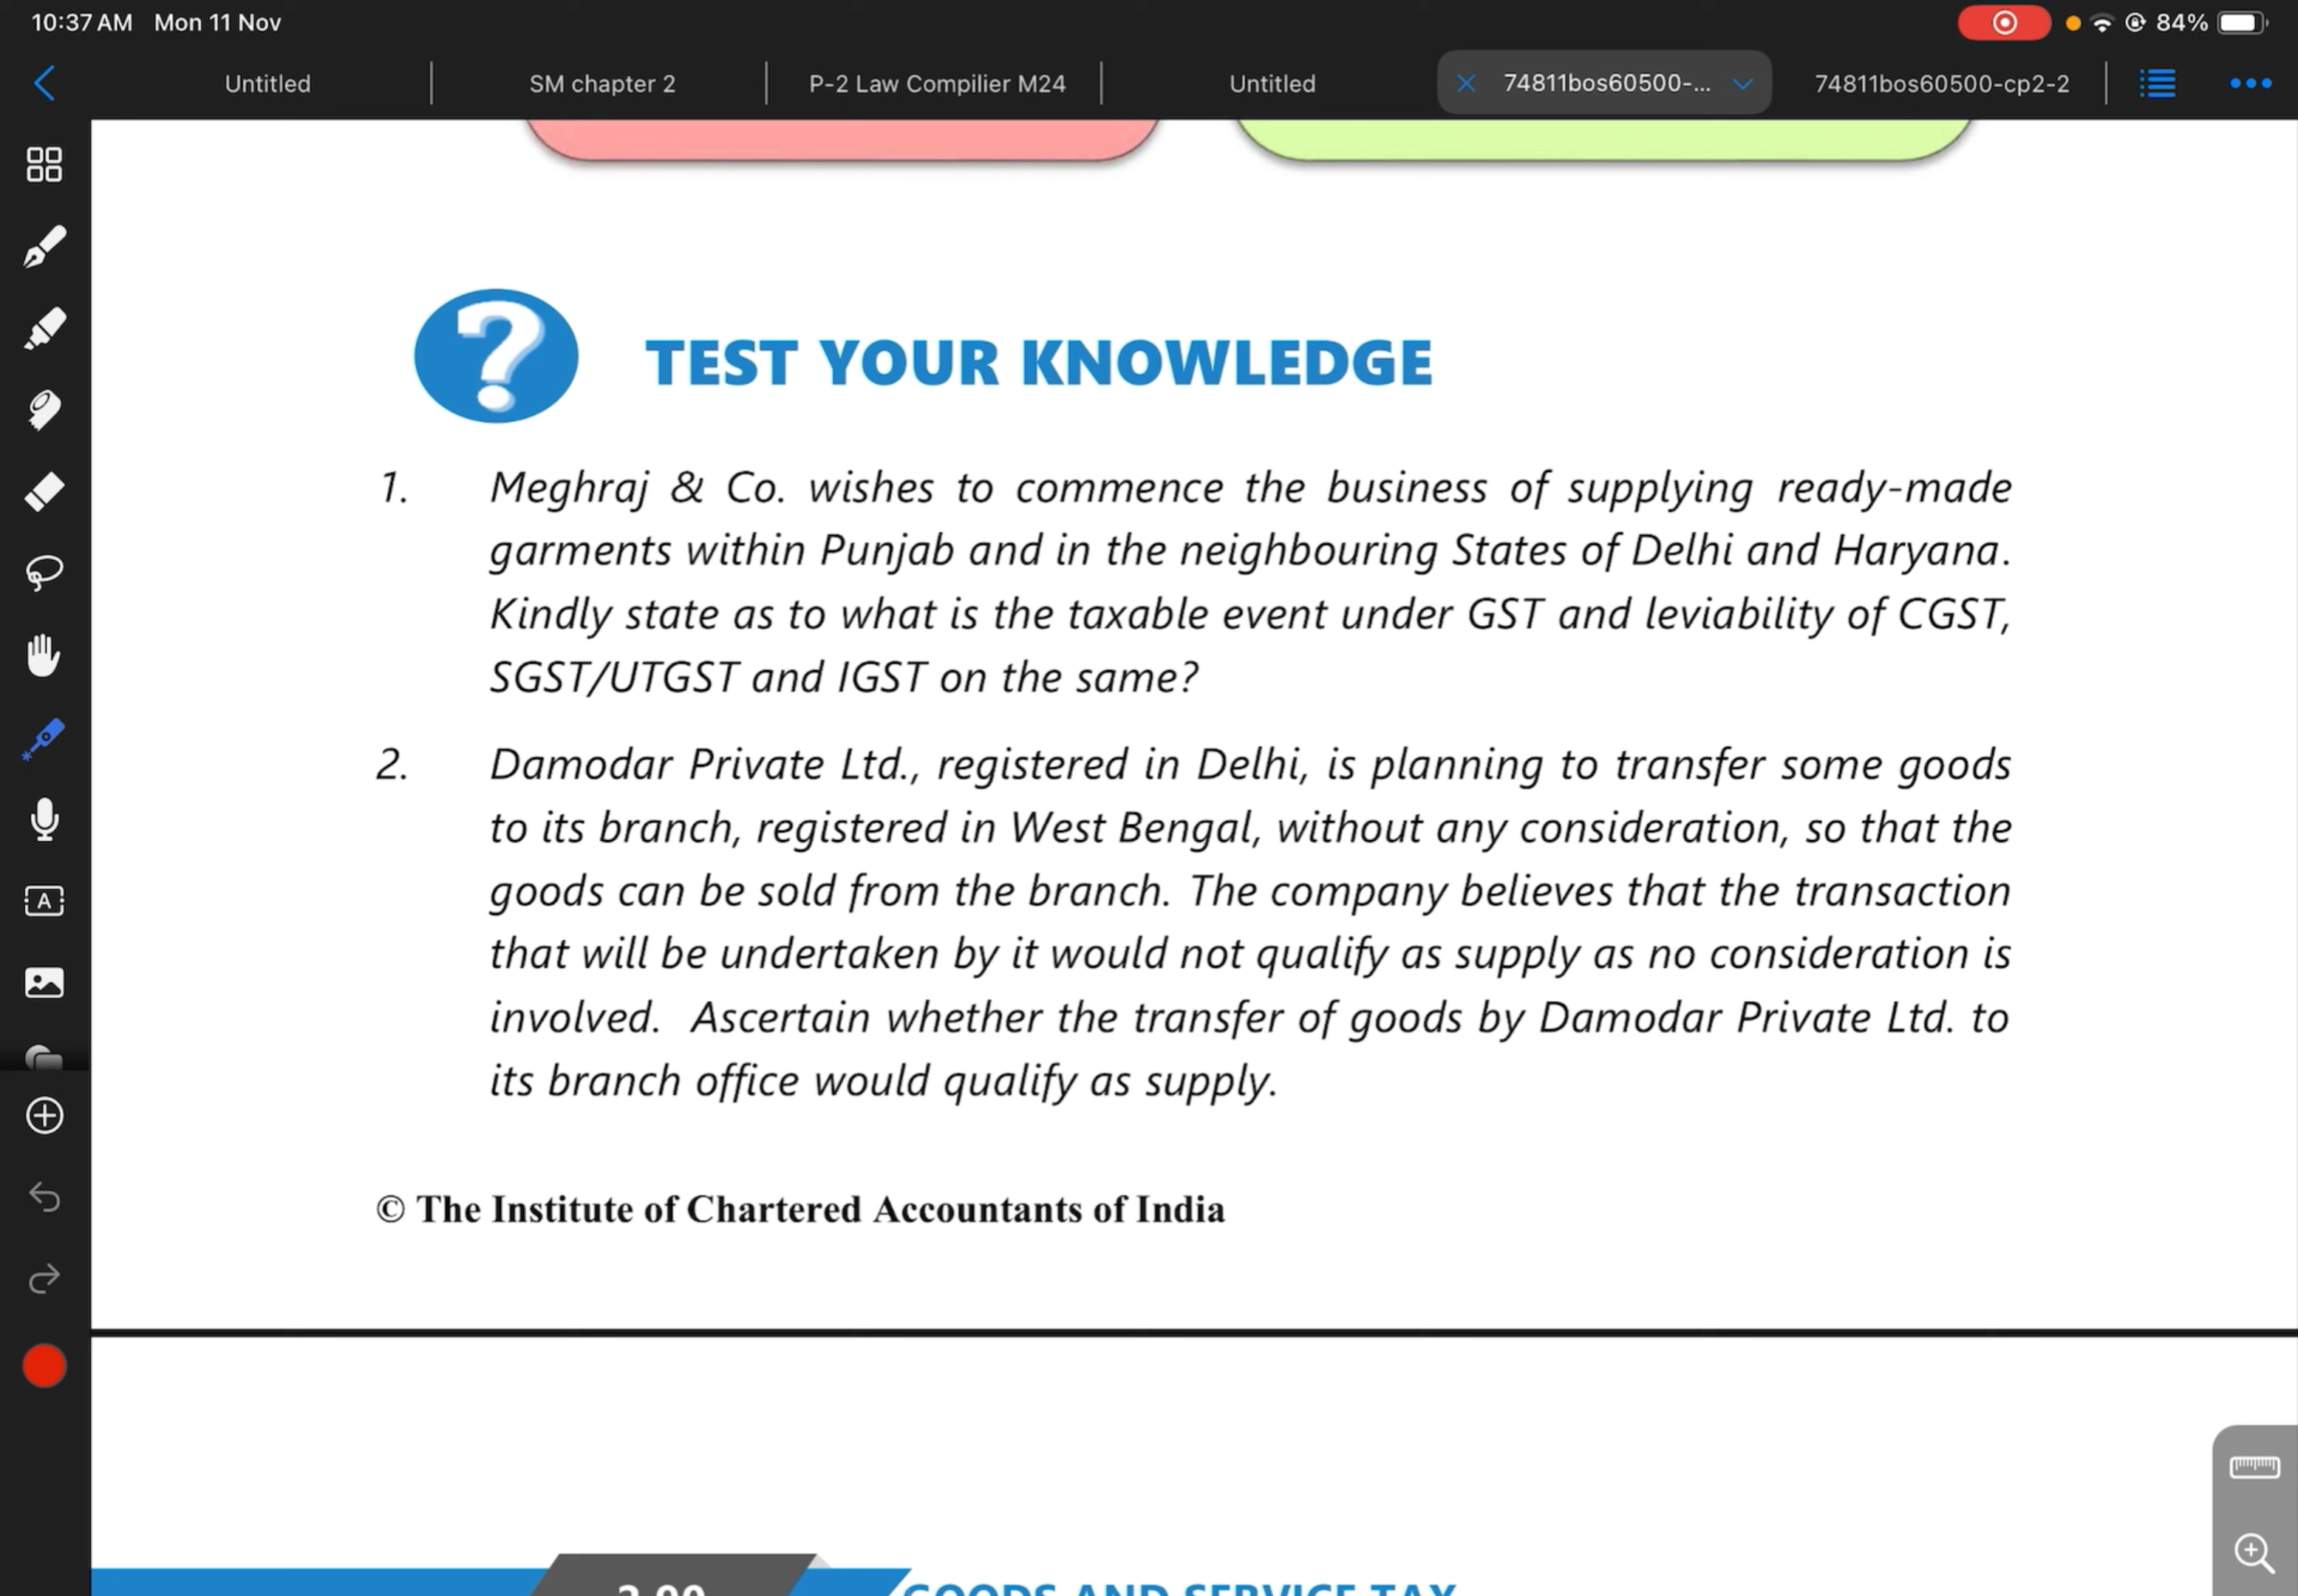 10:37 AM Mon 11 Nov
84%
Untitled
SM chapter 2
P-2 Law Compilier M24
Untitled
74811bos60500-...
74811bos60500-cp2-2
TEST YOUR KNOWLEDGE
1. Meghraj & Co. wishes to commence the business of supplying ready-made
garments within Punjab and in the neighbouring States of Delhi and Haryana.
Kindly state as to what is the taxable event under GST and leviability of CGST,
SGST/UTGST and IGST on the same?
2. Damodar Private Ltd., registered in Delhi, is planning to transfer some goods
to its branch, registered in West Bengal, without any consideration, so that the
goods can be sold from the branch. The company believes that the transaction
that will be undertaken by it would not qualify as supply as no consideration is
involved. Ascertain whether the transfer of goods by Damodar Private Ltd. to
its branch office would qualify as supply.
© The Institute of Chartered Accountants of India
GOODS AND SERVICE TAX